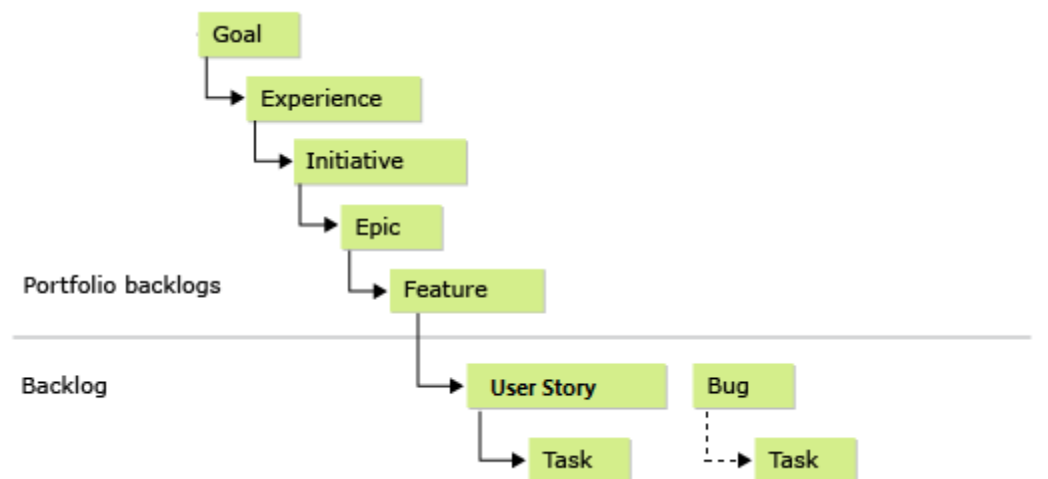 Goal
Experience
Initiative
Epic
Portfolio backlogs
Feature
Backlog
User Story
Bug
Task
Task